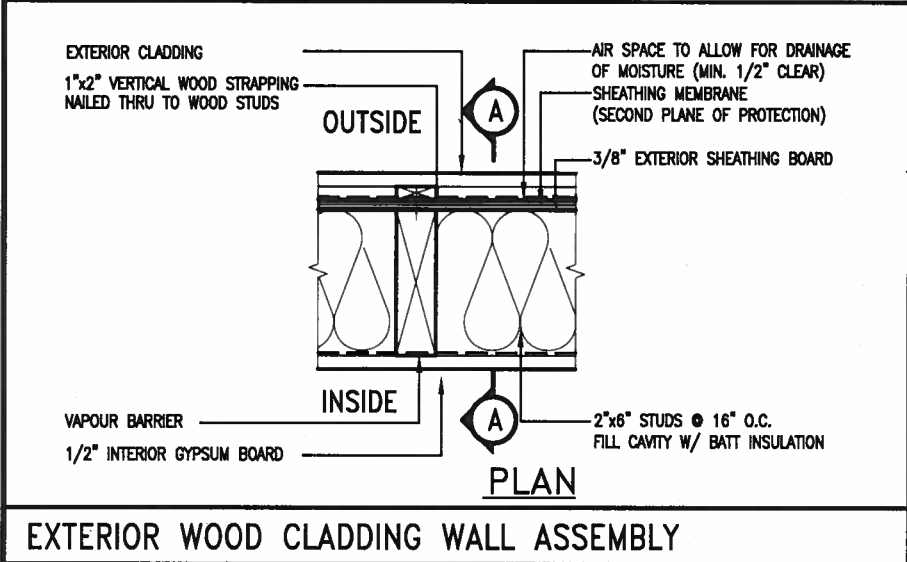 EXTERIOR CLADDING
1"x2" VERTICAL WOOD STRAPPING
NAILED THRU TO WOOD STUDS
OUTSIDE
A
AIR SPACE TO ALLOW FOR DRAINAGE
OF MOISTURE (MIN. 1/2" CLEAR)
SHEATHING MEMBRANE
(SECOND PLANE OF PROTECTION)
3/8" EXTERIOR SHEATHING BOARD
INSIDE
VAPOUR BARRIER
1/2" INTERIOR GYPSUM BOARD
A
2"x6" STUDS @ 16" O.C.
FILL CAVITY W/ BATT INSULATION
PLAN
EXTERIOR WOOD CLADDING WALL ASSEMBLY